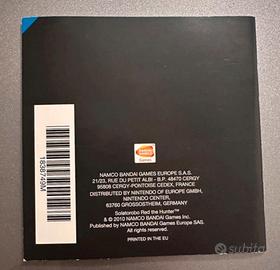 Games
NAMCO BANDAI GAMES EUROPE S.A.S.
21/23, RUE DU PETIT ALBI - B.P. 48470 CERGY
95808 CERGY-PONTOISE CEDEX, FRANCE
DISTRIBUTED BY NINTENDO OF EUROPE GMBH,
NINTENDO CENTER,
63760 GROSSOSTHEIM, GERMANY
Solatorobo Red the Hunter™
& © 2010 NAMCO BANDAI Games Inc.
Published by NAMCO BANDAI Games Europe SAS.
All rights reserved.
PRINTED IN THE EU
1838749M
subito